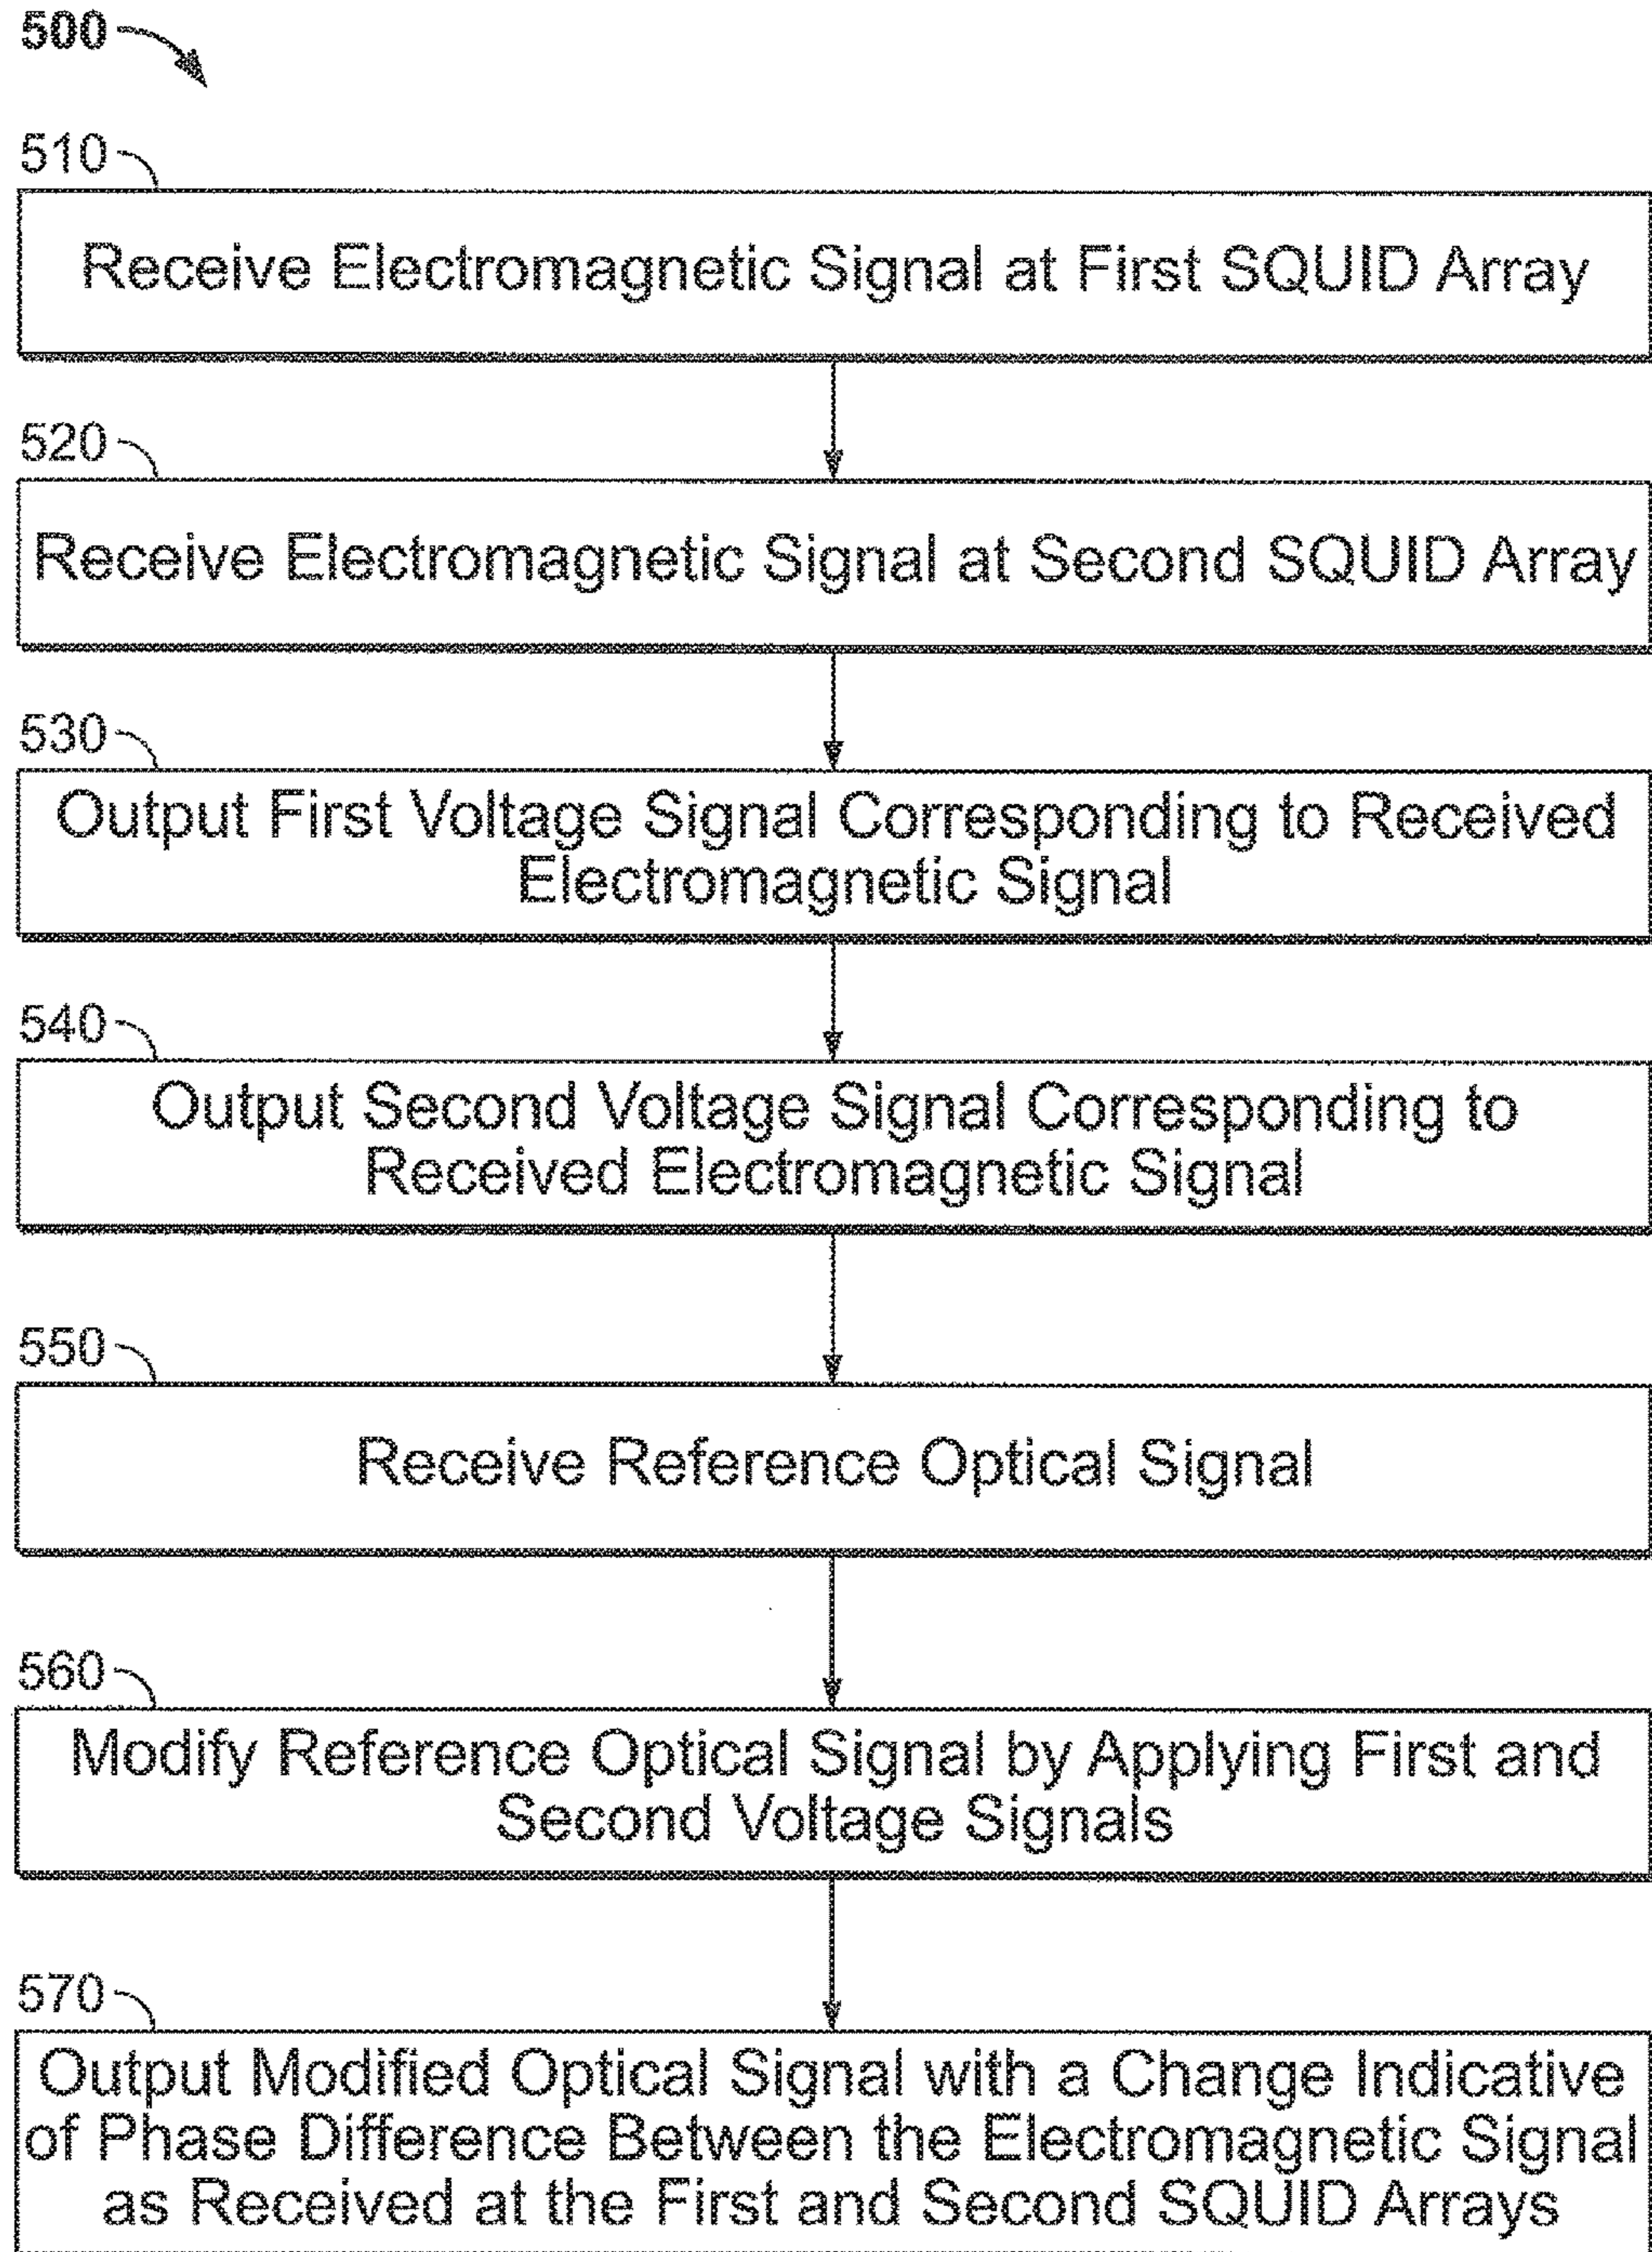 500
510
Receive Electromagnetic Signal at First SQUID Array
520
Receive Electromagnetic Signal at Second SQUID Array
530
Output First Voltage Signal Corresponding to Received
Electromagnetic Signal
540
Output Second Voltage Signal Corresponding to
Received Electromagnetic Signal
550
Receive Reference Optical Signal
560
Modify Reference Optical Signal by Applying First and
Second Voltage Signals
570
Output Modified Optical Signal with a Change Indicative
of Phase Difference Between the Electromagnetic Signal
as Received at the First and Second SQUID Arrays